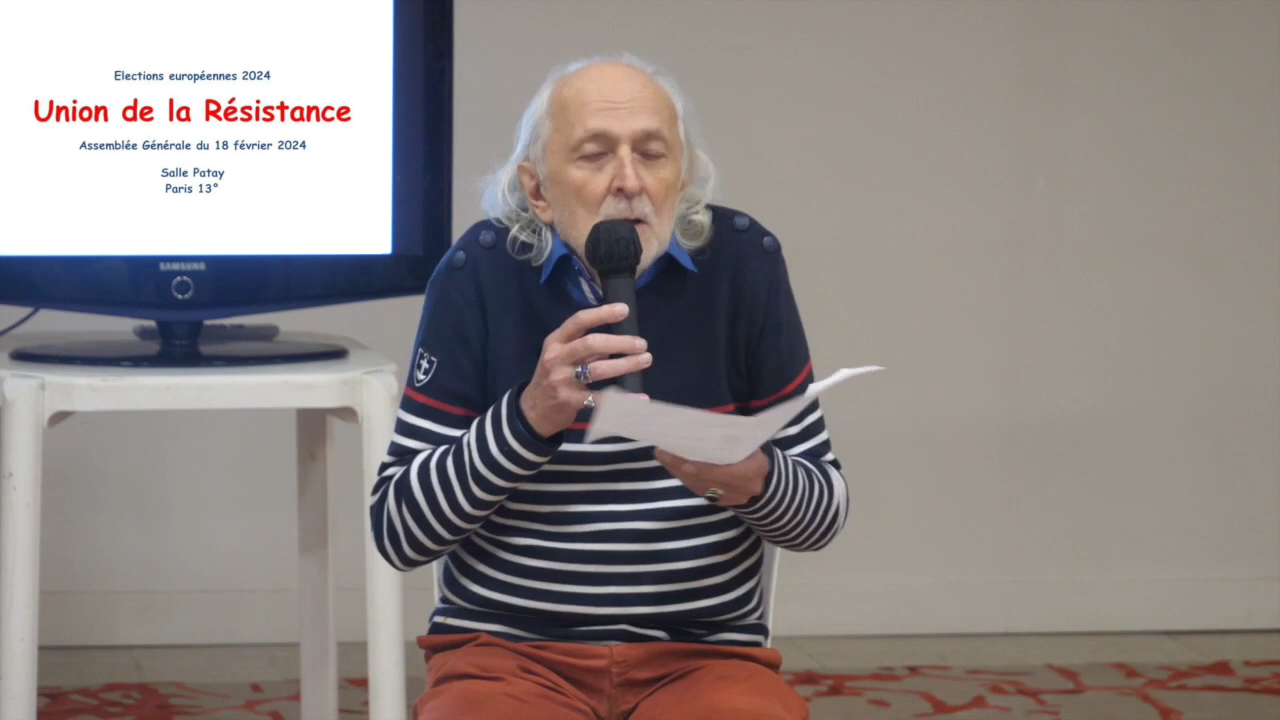 Elections européennes 2024
Union de la Résistance
Assemblée Générale du 18 février 2024
Salle Patay
Paris 13°
SAMSUNG